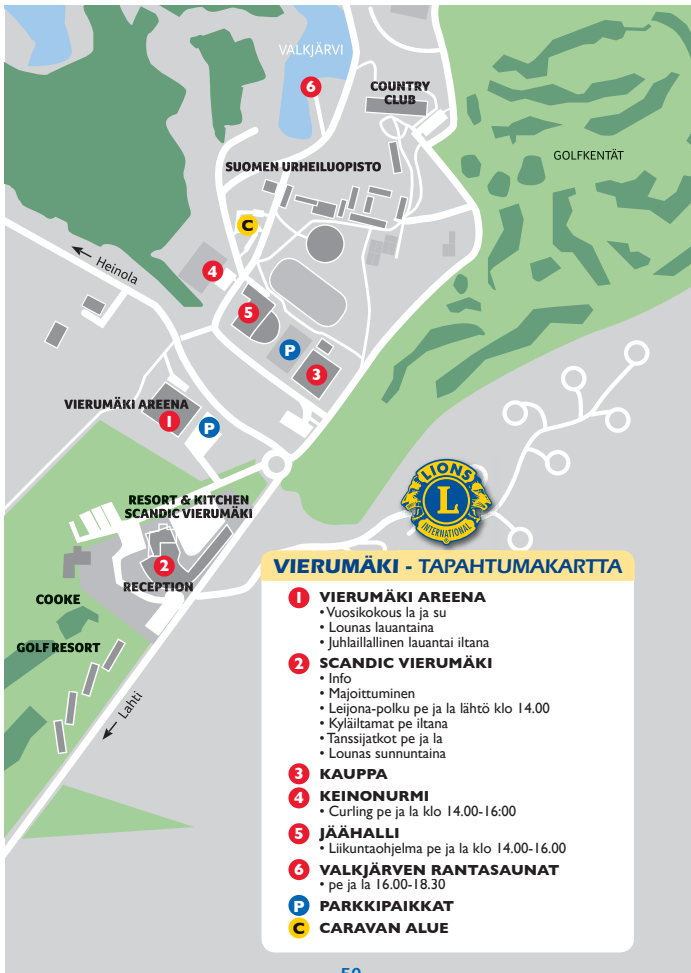 VALKJÄRVI
6
COUNTRY
CLUB
GOLFKENTÄT
SUOMEN URHEILUOPISTO
C
Heinola
4
5
P
3
VIERUMÄKI AREENA
1
P
RESORT & KITCHEN
SCANDIC VIERUMÄKI
2
RECEPTION
COOKE
GOLF RESORT
Lahti
LIONS
L
INTERNATIONAL
VIERUMÄKI - TAPAHTUMAKARTTA
1 VIERUMÄKI AREENA
• Vuosikokous la ja su
• Lounas lauantaina
• Juhlaillallinen lauantai iltana
2 SCANDIC VIERUMÄKI
• Info
• Majoittuminen
• Leijona-polku pe ja la lähtö klo 14.00
• Kyläiltamat pe iltana
• Tanssijatkot pe ja la
• Lounas sunnuntaina
3 KAUPPA
4 KEINONURMI
• Curling pe ja la klo 14.00-16:00
5 JÄÄHALLI
• Liikuntaohjelma pe ja la klo 14.00-16.00
6 VALKJÄRVEN RANTASAUNAT
• pe ja la 16.00-18.30
P PARKKIPAIKKAT
C CARAVAN ALUE
50